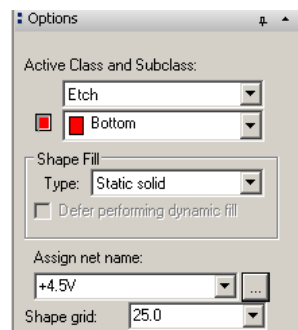 Options
Active Class and Subclass:
Etch
Bottom
Shape Fill
Type: Static solid
Defer performing dynamic fill
Assign net name:
+4.5V
...
Shape grid: 25.0